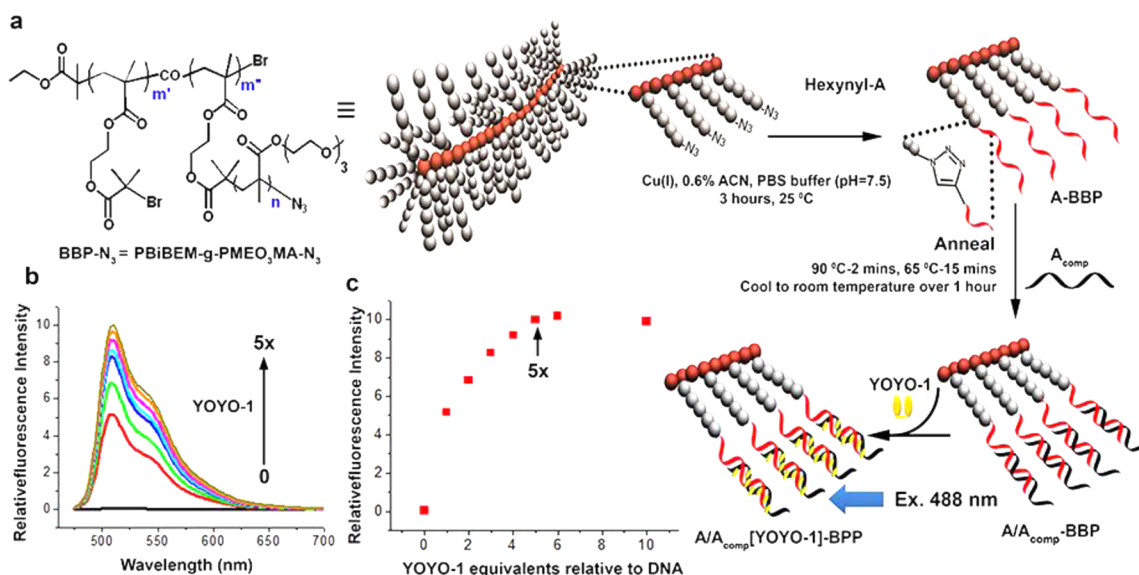 a
O
O
m'
CO
Br
m"
O
O
O
O
O
O
Br
O
O
O
O
O
O
3
n
N3
≡
BBP-N3 = PBiBEM-g-PMEO3MA-N3
-N3
-N3
-N3
-N3
Hexynyl-A
Cu(I), 0.6% ACN, PBS buffer (pH=7.5)
3 hours, 25 ºC
N
N
N
A-BBP
Anneal
90 ºC-2 mins, 65 ºC-15 mins
Cool to room temperature over 1 hour
Acomp
b
Relativefluorescence Intensity
10
8
6
4
2
0
5x
YOYO-1
0
500
550
600
650
700
Wavelength (nm)
c
Relativefluorescence Intensity
10
8
6
4
2
0
5x
0
2
4
6
8
10
YOYO-1 equivalents relative to DNA
YOYO-1
Ex. 488 nm
A/Acomp[YOYO-1]-BPP
A/Acomp-BBP